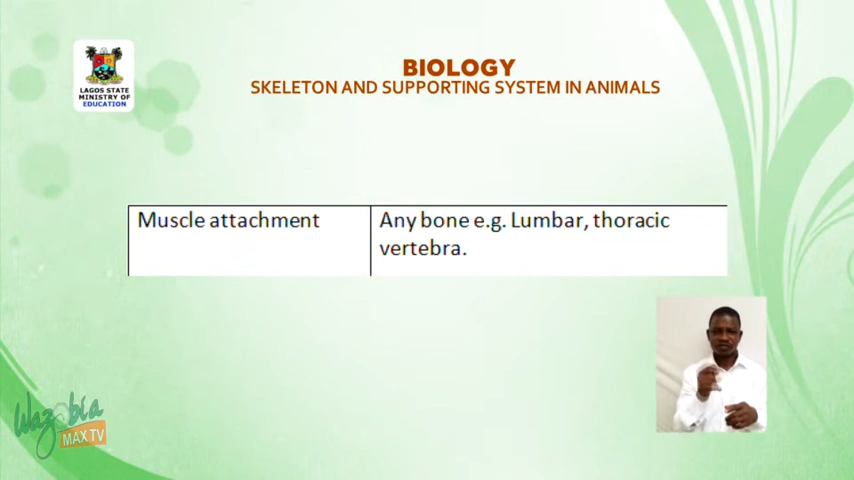 BIOLOGY
SKELETON AND SUPPORTING SYSTEM IN ANIMALS
LAGOS STATE
MINISTRY OF
EDUCATION
Muscle attachment
Any bone e.g. Lumbar, thoracic
vertebra.
Wazobia
MAX TV